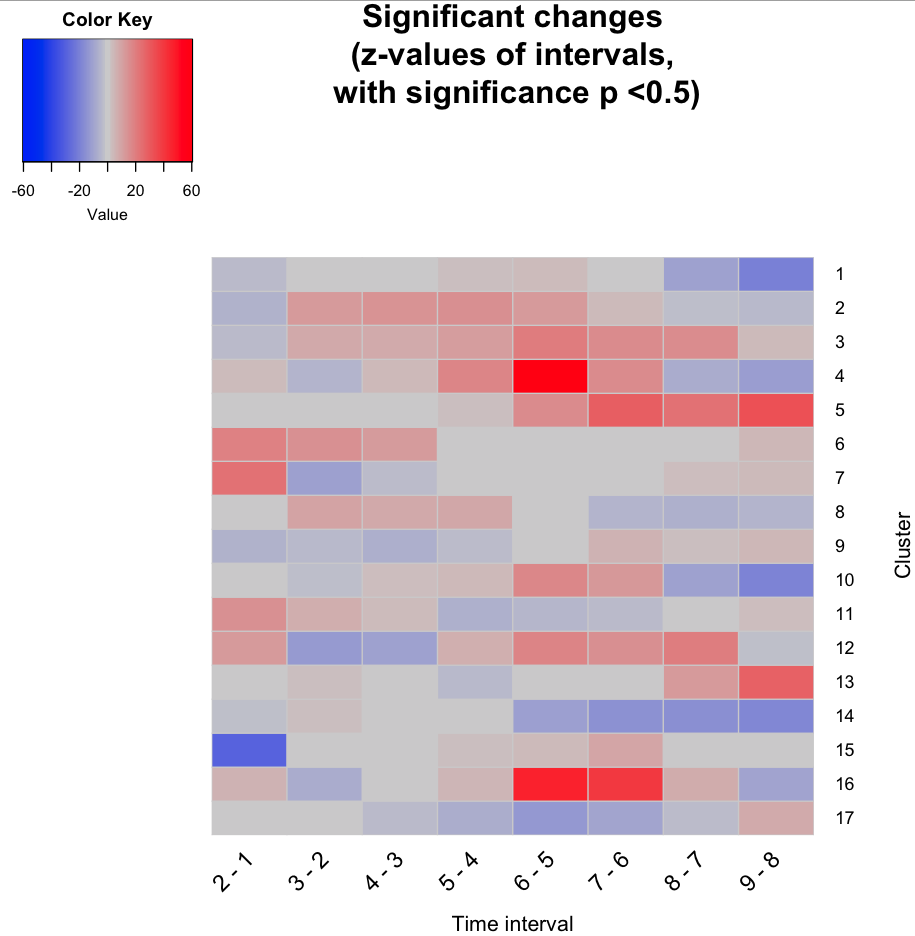 Color Key
Significant changes
(z-values of intervals,
with significance p <0.5)
-60 -20 20 60
Value
1
2
3
4
5
6
7
8
9
10
11
12
13
14
15
16
17
Cluster
2 - 1 3 - 2 4 - 3 5 - 4 6 - 5 7 - 6 8 - 7 9 - 8
Time interval